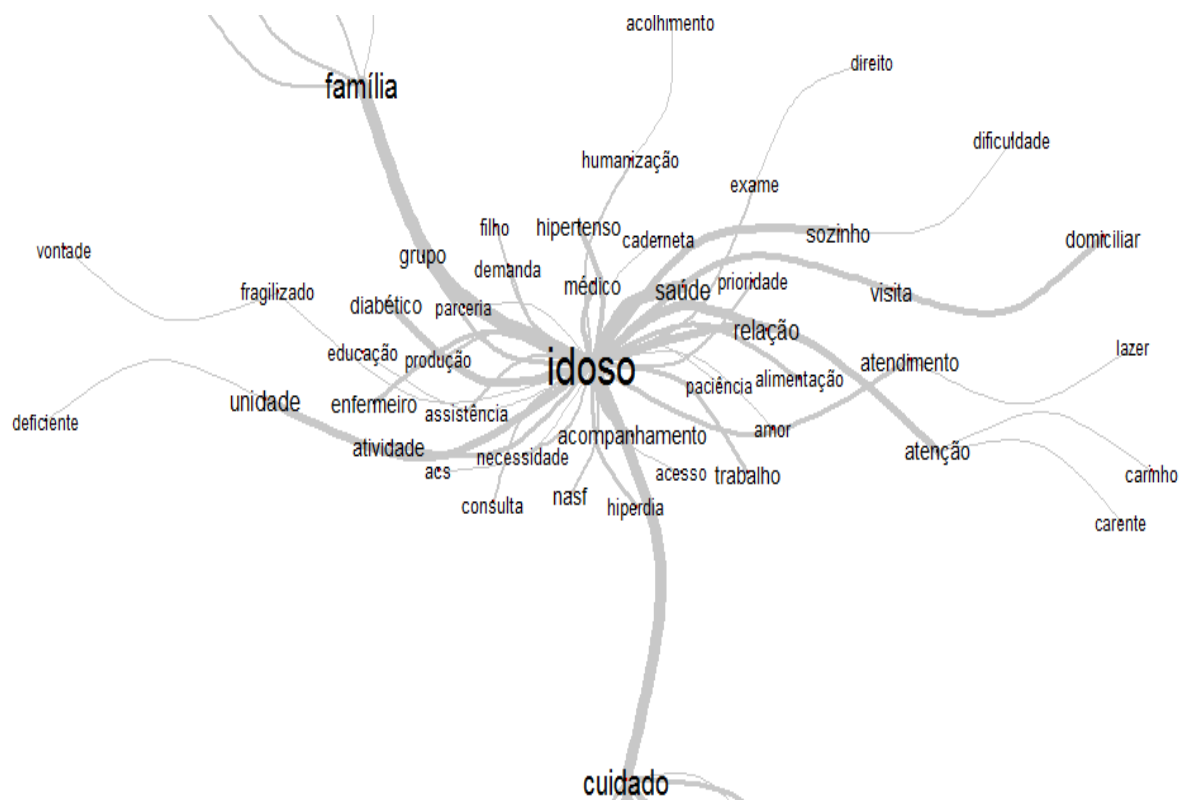 acolhimento
direito
família
dificuldade
humanização
exame
filho
hipertenso
caderneta
sozinho
domiciliar
vontade
grupo
demanda
médico
saúde
prioridade
visita
fragilizado
diabético
parceria
relação
educação
produção
idoso
paciência
alimentação
atendimento
lazer
unidade
enfermeiro
assistência
deficiente
atividade
acompanhamento
amor
atenção
acs
necessidade
acesso
trabalho
carinho
consulta
nasf
hiperdia
carente
cuidado